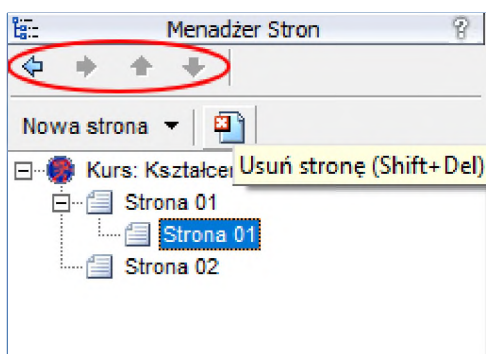 Menadżer Stron
Nowa strona
Usuń stronę (Shift+Del)
Kurs: Kształce
Strona 01
Strona 01
Strona 02